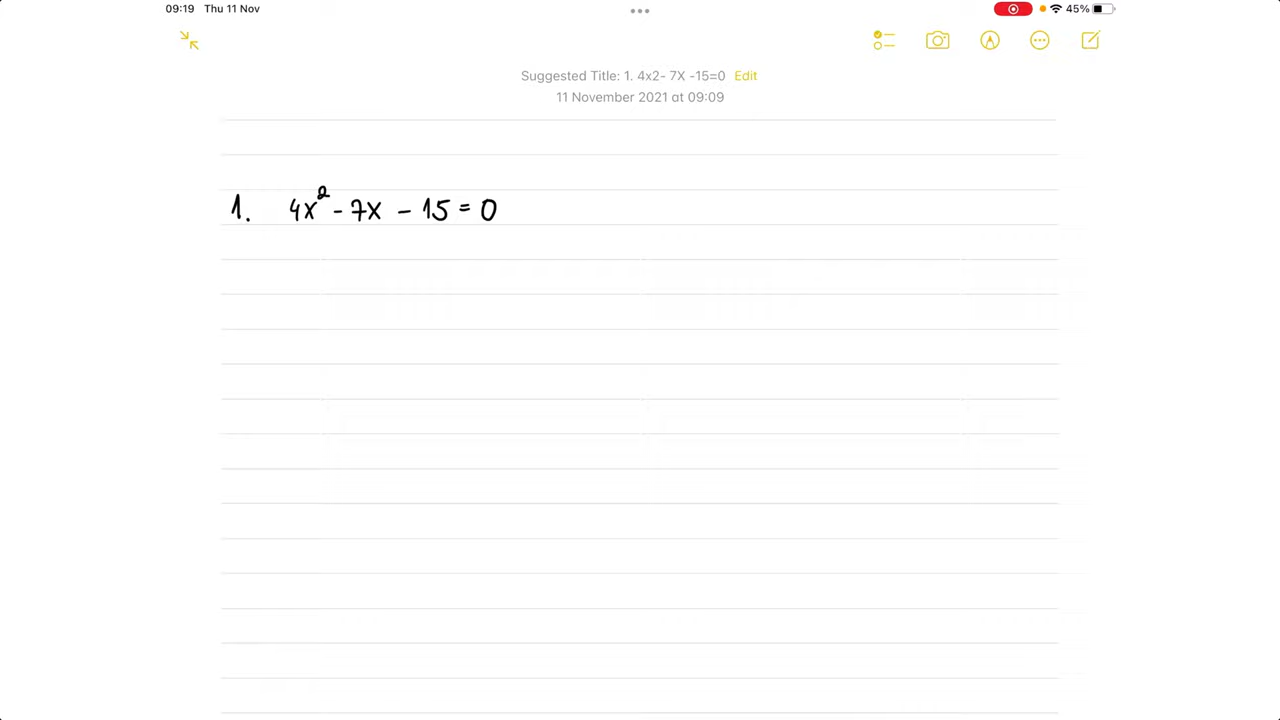 09:19 Thu 11 Nov
45%
Suggested Title: 1. 4x2- 7X -15=0 Edit
11 November 2021 at 09:09
1. 4x² - 7x - 15 = 0